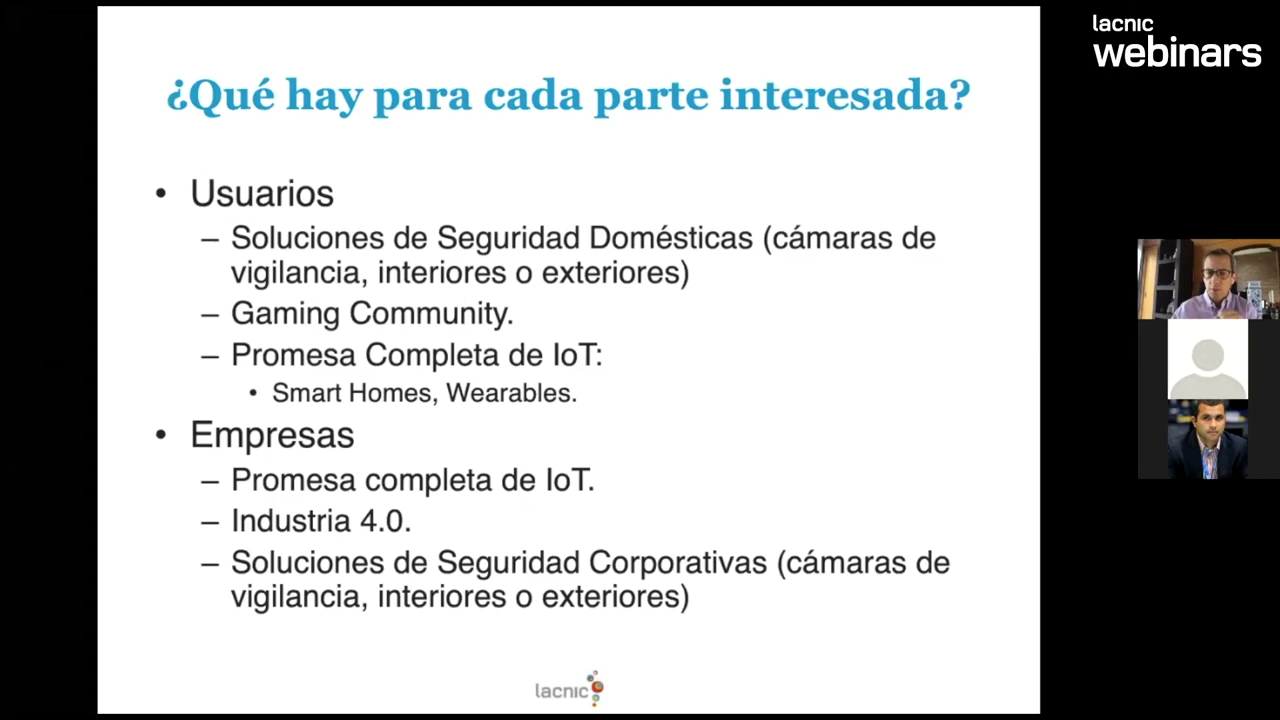 lacnic
webinars
¿Qué hay para cada parte interesada?
• Usuarios
– Soluciones de Seguridad Domésticas (cámaras de
vigilancia, interiores o exteriores)
– Gaming Community.
– Promesa Completa de IoT:
• Smart Homes, Wearables.
• Empresas
– Promesa completa de IoT.
– Industria 4.0.
– Soluciones de Seguridad Corporativas (cámaras de
vigilancia, interiores o exteriores)
lacnic